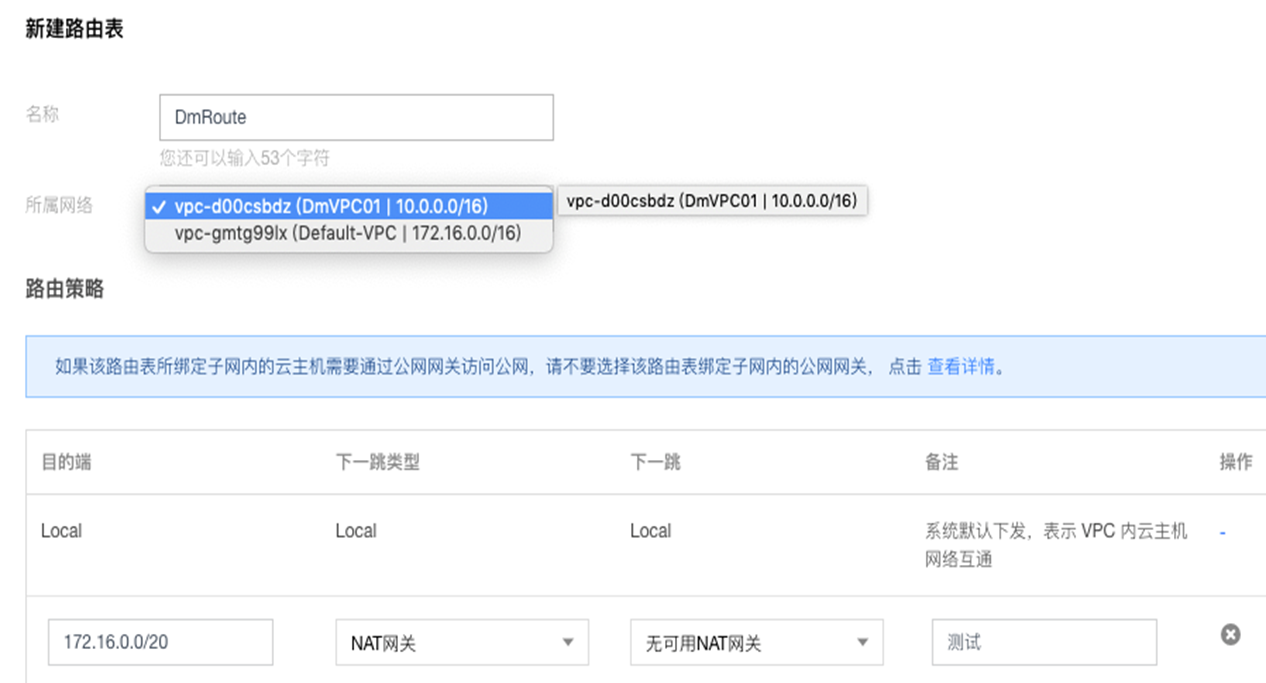 新建路由表
名称
DmRoute
您还可以输入53个字符
所属网络
✓ vpc-d00csbdz (DmVPC01 | 10.0.0.0/16)
vpc-d00csbdz (DmVPC01 | 10.0.0.0/16)
vpc-gmtg99lx (Default-VPC | 172.16.0.0/16)
路由策略
如果该路由表所绑定子网内的云主机需要通过公网网关访问公网，请不要选择该路由表绑定子网内的公网网关， 点击 查看详情。
目的端 下一跳类型 下一跳 备注 操作
Local Local Local 系统默认下发，表示 VPC 内云主机 -
网络互通
172.16.0.0/20 NAT网关 无可用NAT网关 测试